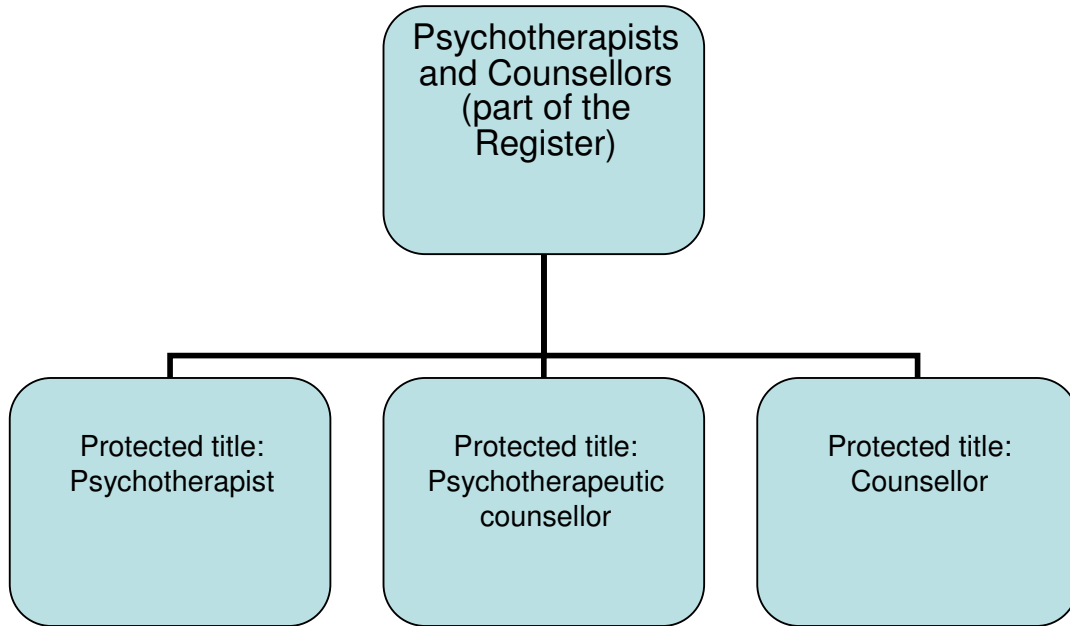 Psychotherapists
and Counsellors
(part of the
Register)
Protected title:
Psychotherapist
Protected title:
Psychotherapeutic
counsellor
Protected title:
Counsellor